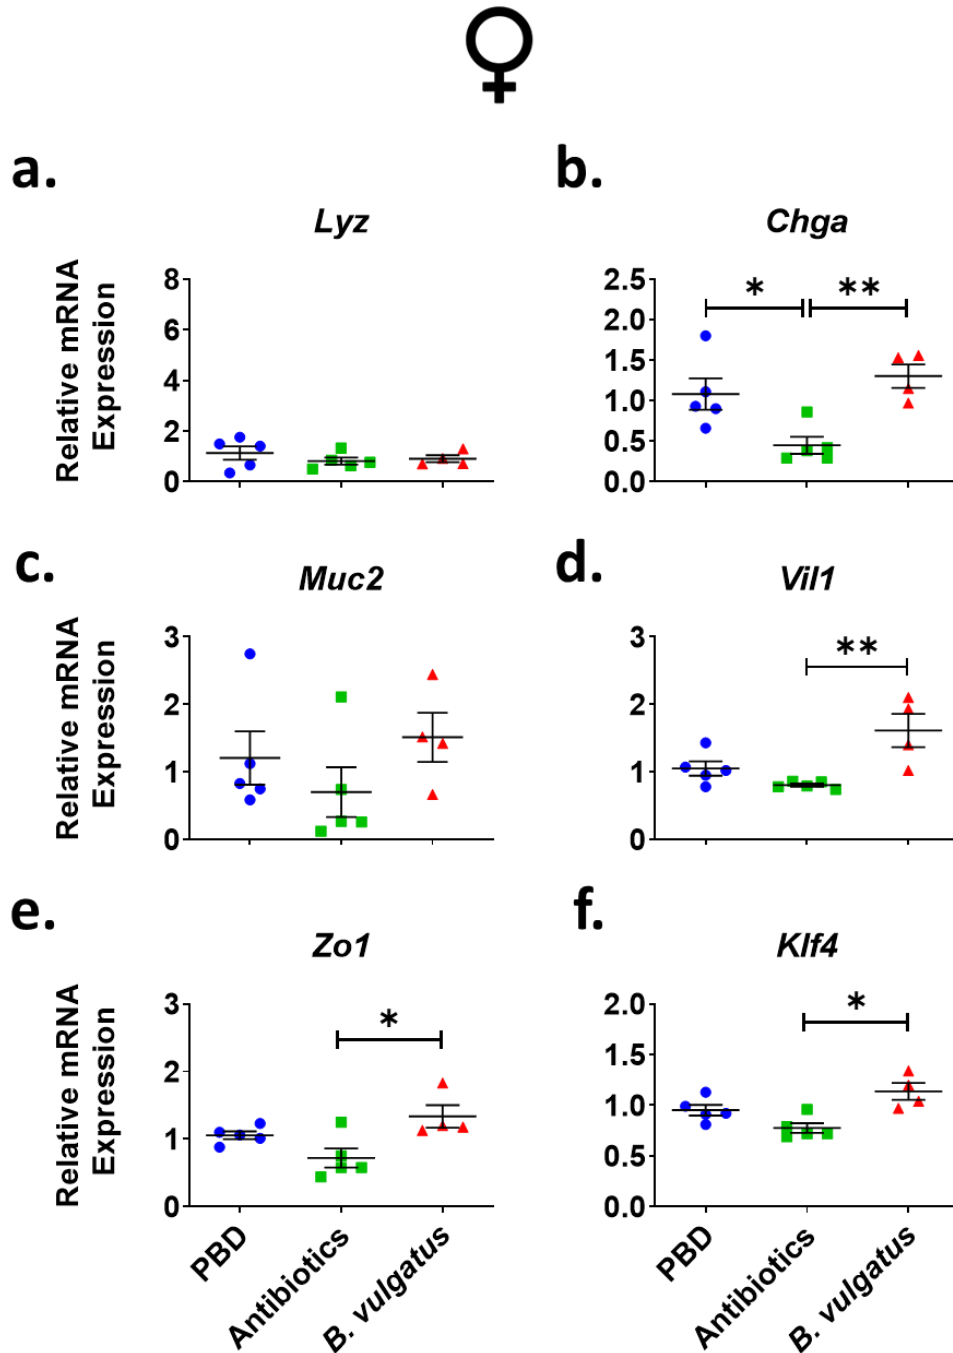 a.
Lyz
Relative mRNA
Expression
8
6
4
2
0
b.
Chga
2.5
2.0
1.5
1.0
0.5
0.0
*
**
c.
Muc2
Relative mRNA
Expression
3
2
1
0
d.
Vil1
3
2
1
0
**
e.
Zo1
Relative mRNA
Expression
3
2
1
0
*
PBD
Antibiotics
B. vulgatus
f.
Klf4
2.0
1.5
1.0
0.5
0.0
*
PBD
Antibiotics
B. vulgatus